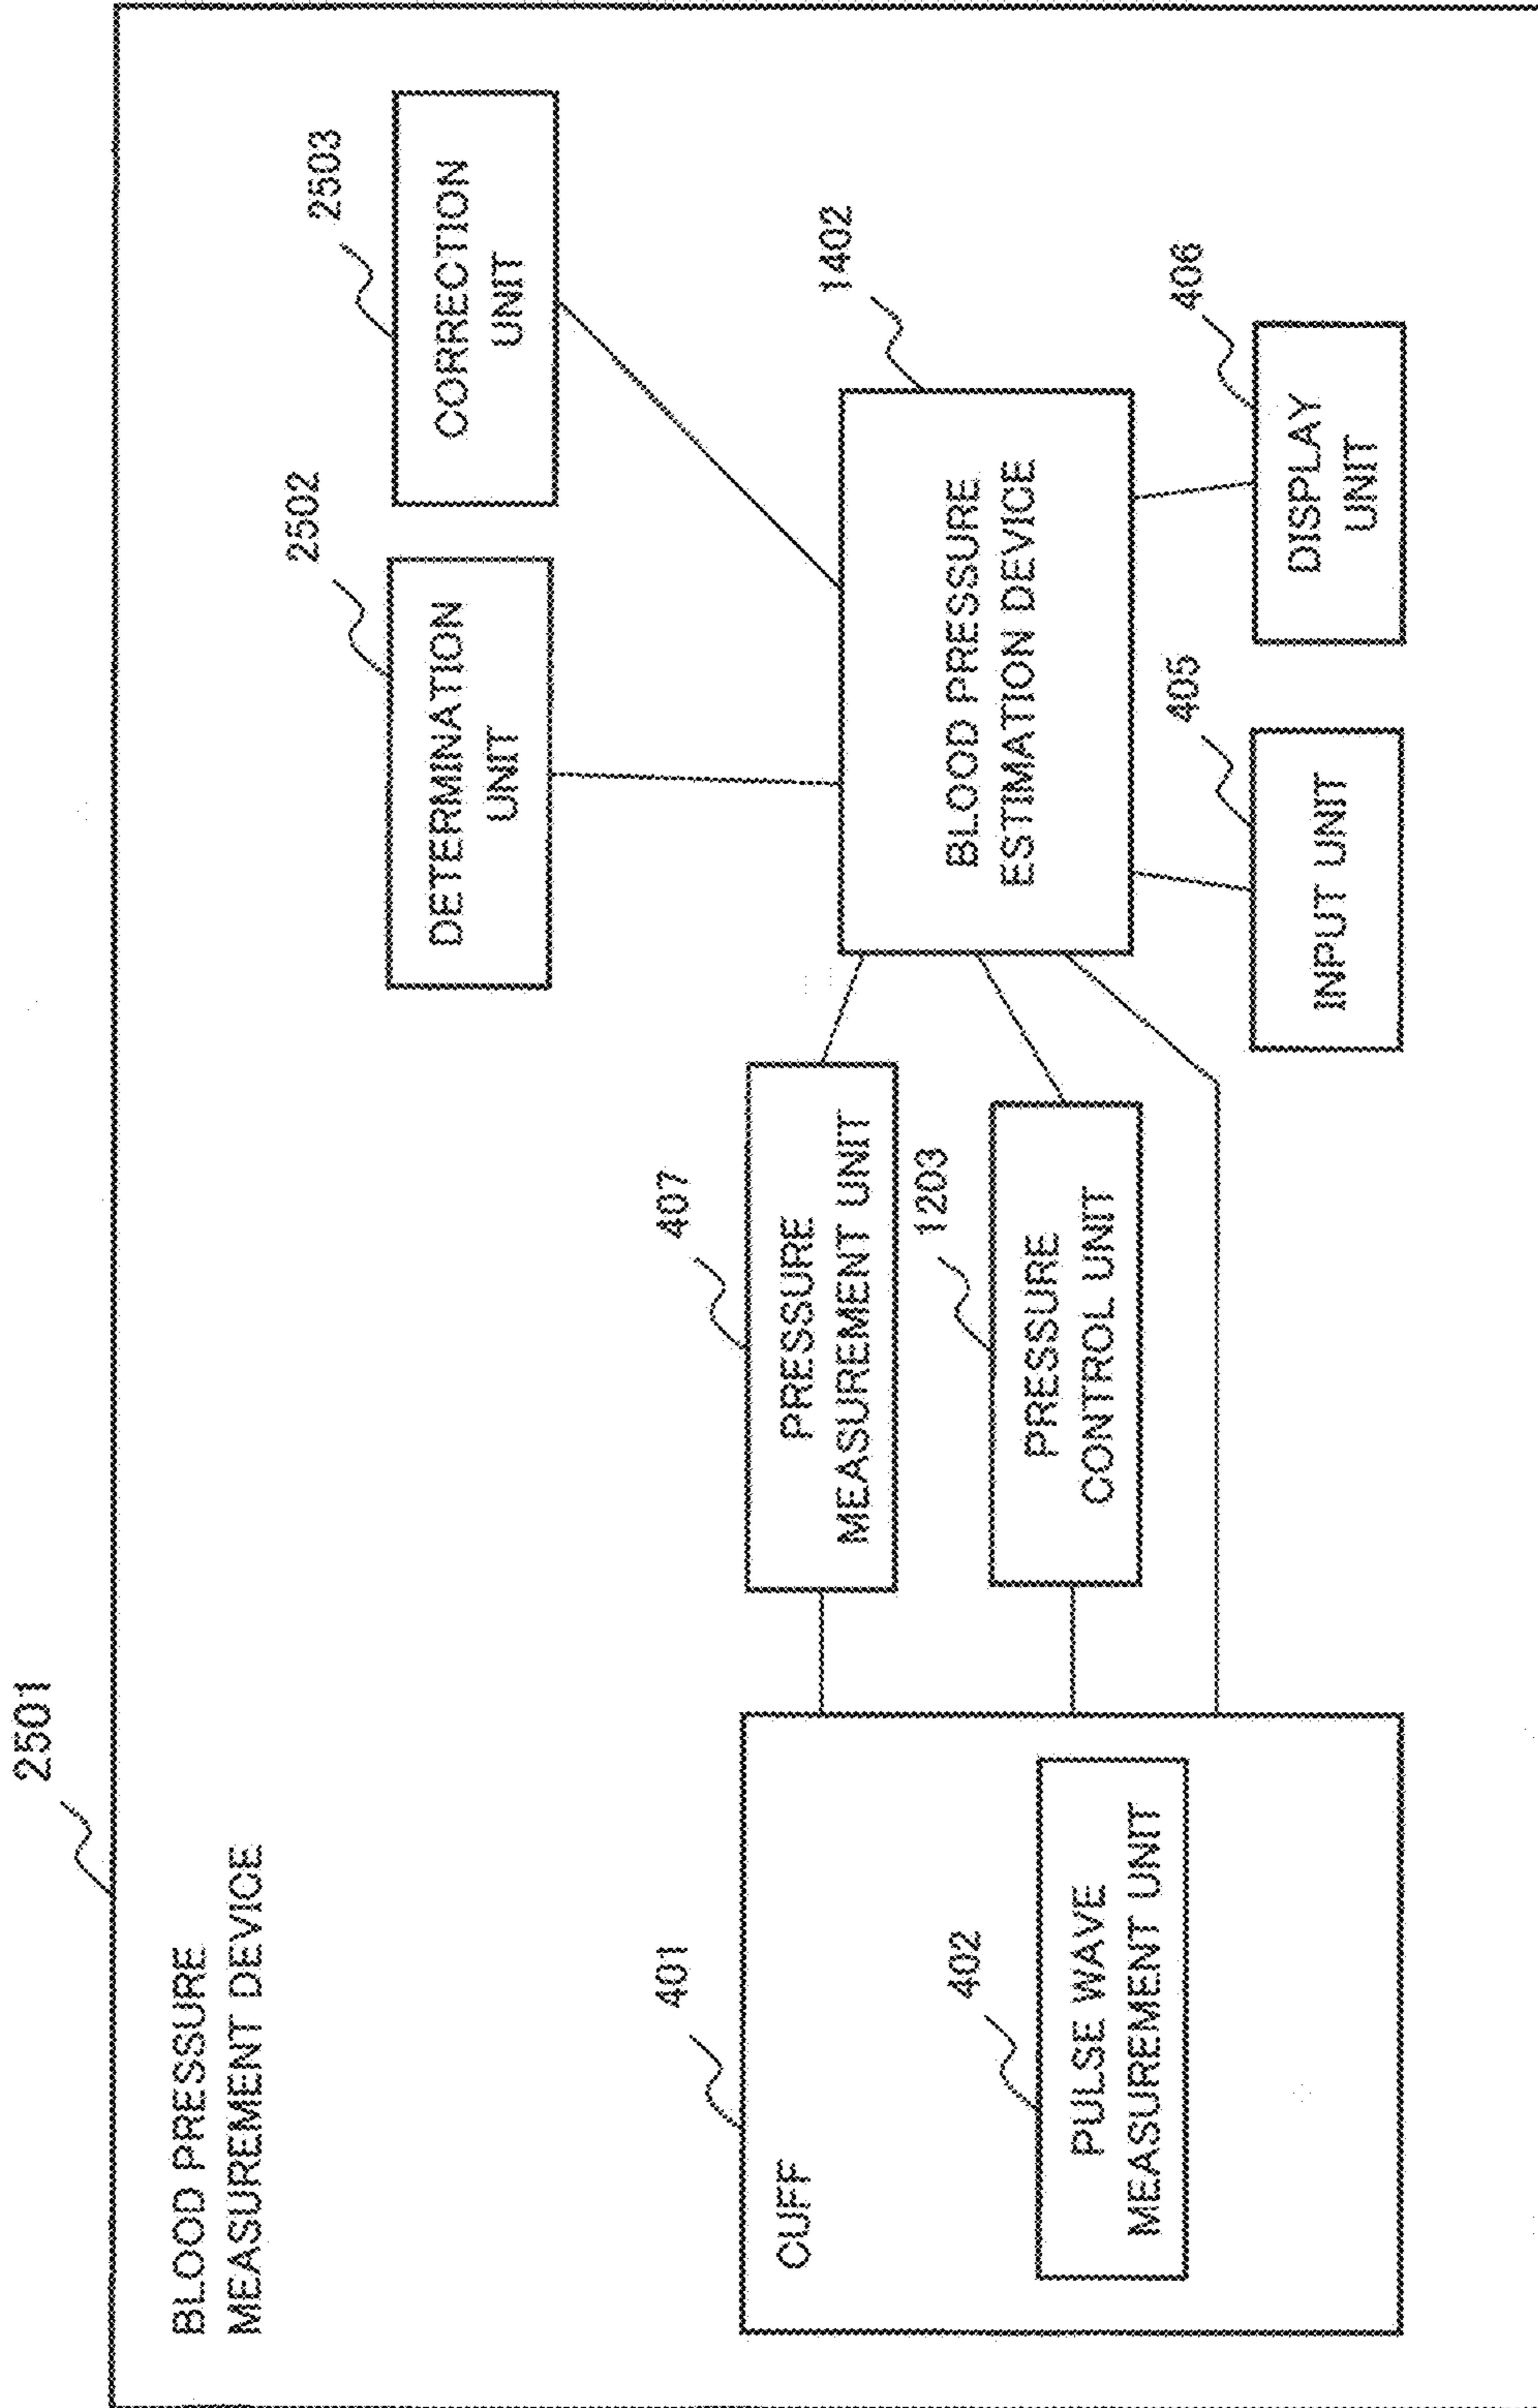 2501
BLOOD PRESSURE
MEASUREMENT DEVICE
2502
DETERMINATION
UNIT
2503
CORRECTION
UNIT
401
CUFF
402
PULSE WAVE
MEASUREMENT UNIT
407
PRESSURE
MEASUREMENT UNIT
1203
PRESSURE
CONTROL UNIT
1402
BLOOD PRESSURE
ESTIMATION DEVICE
405
INPUT UNIT
406
DISPLAY
UNIT